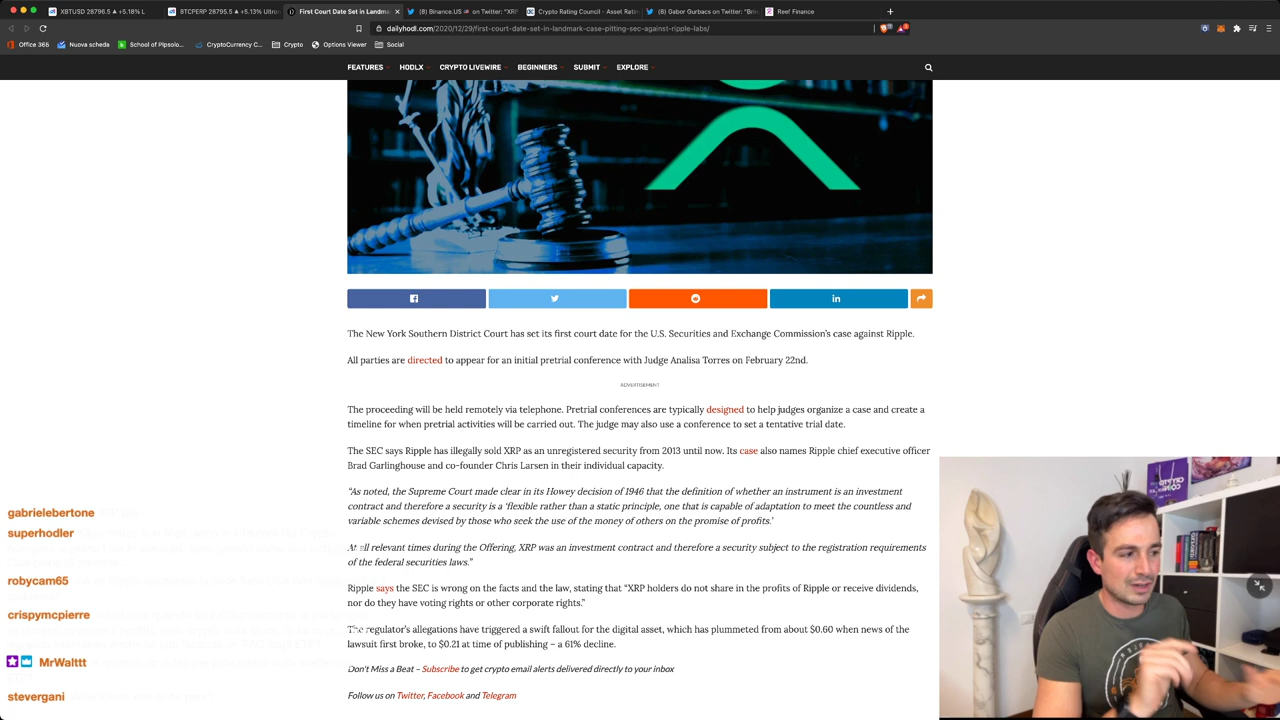 XBTUSD 28796.5 ▲ +5.18% L
BTCPERP 28795.5 ▲ +5.13% Ultron
First Court Date Set in Landma
(8) Binance.US 🇺🇸 on Twitter: "XRP
Crypto Rating Council - Asset Ratin
(8) Gabor Gurbacs on Twitter: "Brin
Reef Finance
dailyhodl.com/2020/12/29/first-court-date-set-in-landmark-case-pitting-sec-against-ripple-labs/
Office 365
Nuova scheda
School of Pipsolo...
CryptoCurrency C...
Crypto
Options Viewer
Social
FEATURES HODLX CRYPTO LIVEWIRE BEGINNERS SUBMIT EXPLORE
The New York Southern District Court has set its first court date for the U.S. Securities and Exchange Commission's case against Ripple.
All parties are directed to appear for an initial pretrial conference with Judge Analisa Torres on February 22nd.
ADVERTISEMENT
The proceeding will be held remotely via telephone. Pretrial conferences are typically designed to help judges organize a case and create a
timeline for when pretrial activities will be carried out. The judge may also use a conference to set a tentative trial date.
The SEC says Ripple has illegally sold XRP as an unregistered security from 2013 until now. Its case also names Ripple chief executive officer
Brad Garlinghouse and co-founder Chris Larsen in their individual capacity.
"As noted, the Supreme Court made clear in its Howey decision of 1946 that the definition of whether an instrument is an investment
contract and therefore a security is a 'flexible rather than a static principle, one that is capable of adaptation to meet the countless and
variable schemes devised by those who seek the use of the money of others on the promise of profits.'
At all relevant times during the Offering, XRP was an investment contract and therefore a security subject to the registration requirements
of the federal securities laws."
Ripple says the SEC is wrong on the facts and the law, stating that "XRP holders do not share in the profits of Ripple or receive dividends,
nor do they have voting rights or other corporate rights."
The regulator's allegations have triggered a swift fallout for the digital asset, which has plummeted from about $0.60 when news of the
lawsuit first broke, to $0.21 at time of publishing – a 61% decline.
Don't Miss a Beat – Subscribe to get crypto email alerts delivered directly to your inbox
Follow us on Twitter, Facebook and Telegram
gabrielebertone
superhodler
robycam65
crispymcpierre
MrWalttt
stevergani